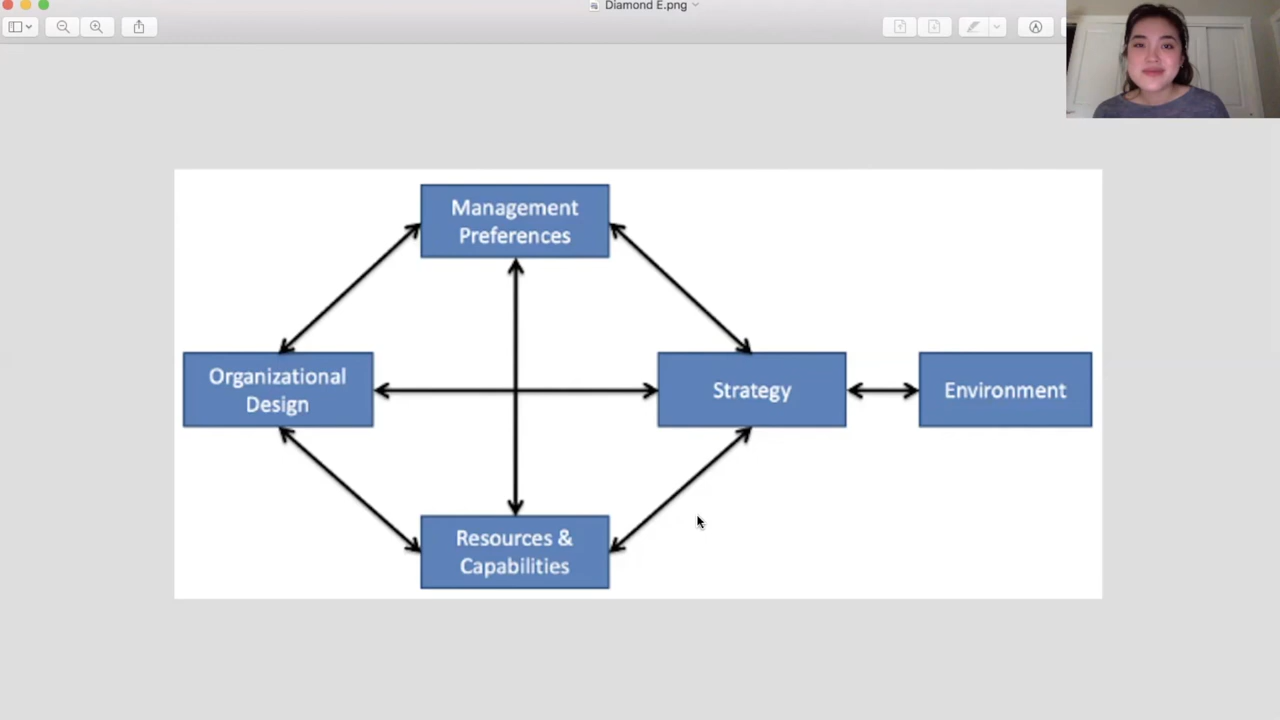 Diamond E.png
Management
Preferences
Organizational
Design
Strategy
Environment
Resources &
Capabilities